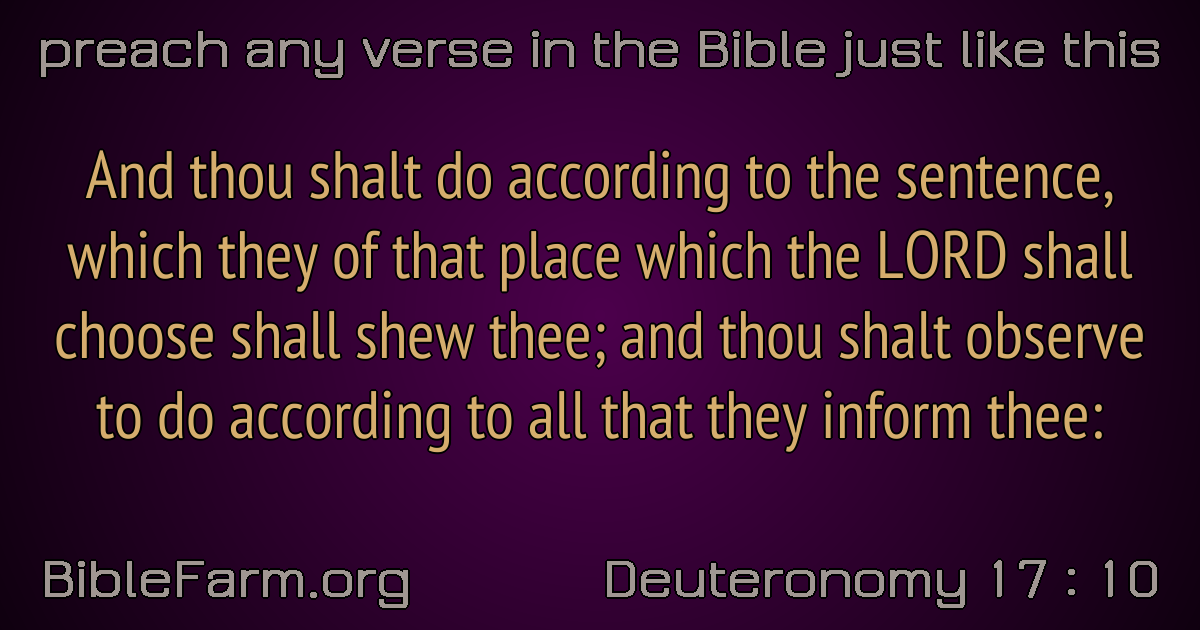 preach any verse in the Bible just like this
And thou shalt do according to the sentence,
which they of that place which the LORD shall
choose shall shew thee; and thou shalt observe
to do according to all that they inform thee:
BibleFarm.org
Deuteronomy 17 : 10